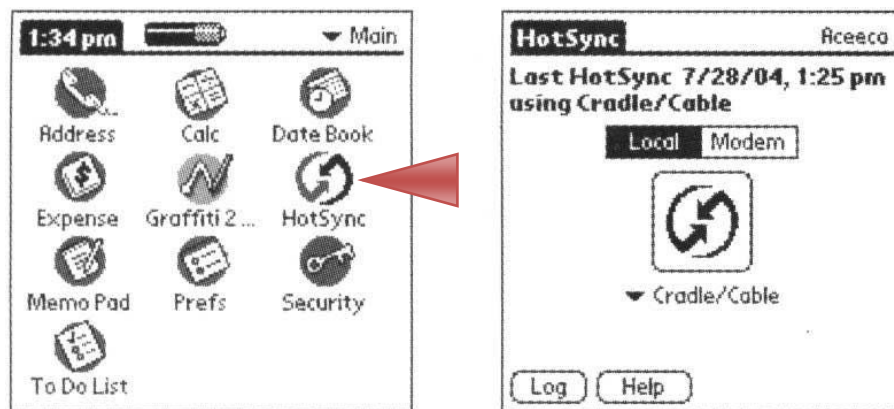 1:34 pm
Main
Address
Calc
Date Book
Expense
Graffiti 2 ...
HotSync
Memo Pad
Prefs
Security
To Do List
HotSync
Aceeca
Last HotSync 7/28/04, 1:25 pm
using Cradle/Cable
Local
Modem
Cradle/Cable
Log
Help